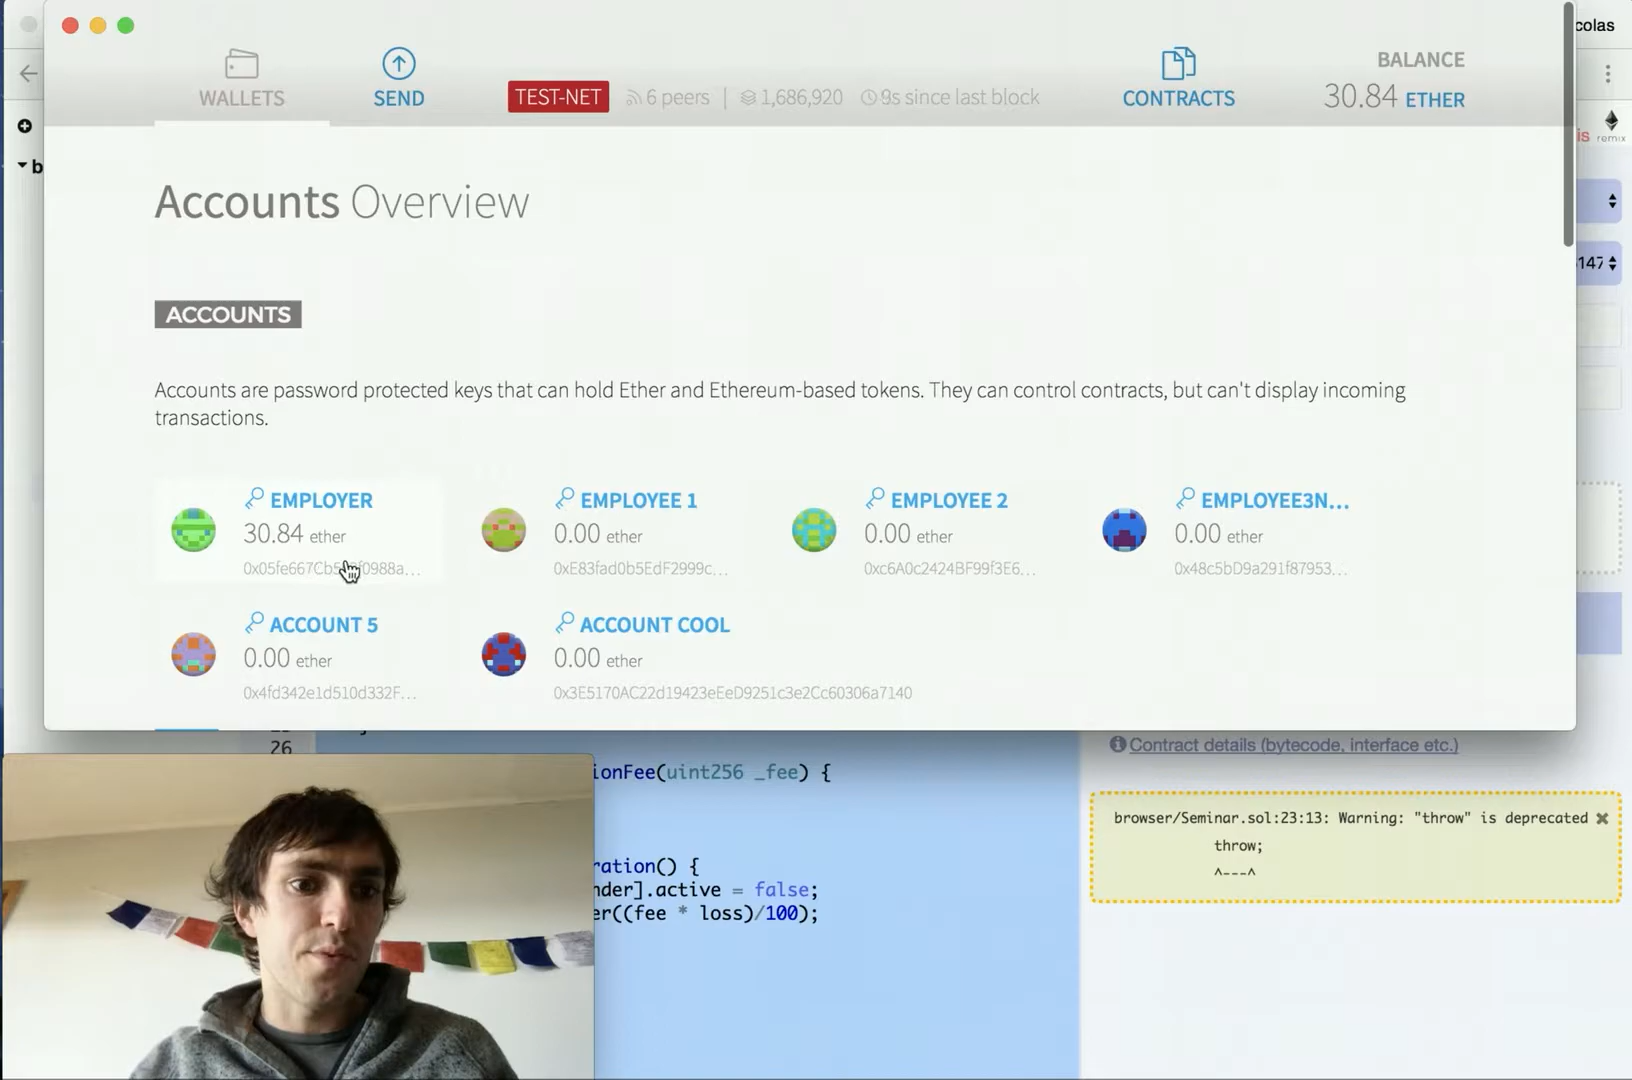 colas
WALLETS
SEND
TEST-NET
6 peers
1,686,920
9s since last block
CONTRACTS
BALANCE
30.84 ETHER
is remix
b
147
Accounts Overview
ACCOUNTS
Accounts are password protected keys that can hold Ether and Ethereum-based tokens. They can control contracts, but can't display incoming
transactions.
EMPLOYER
30.84 ether
EMPLOYEE 1
0.00 ether
0xE83fad0b5EdF2999c...
EMPLOYEE 2
0.00 ether
0xc6A0c2424BF99f3E6...
EMPLOYEE3N...
0.00 ether
0x48c5bD9a291f87953...
ACCOUNT 5
0.00 ether
0x4fd342e1d510d332F...
ACCOUNT COOL
0.00 ether
0x3E5170AC22d19423eEeD9251c3e2Cc60306a7140
26
ionFee(uint256 _fee) {
ration() {
nder].active = false;
er((fee * loss)/100);
Contract details (bytecode, interface etc.)
browser/Seminar.sol:23:13: Warning: "throw" is deprecated
throw;
^---^